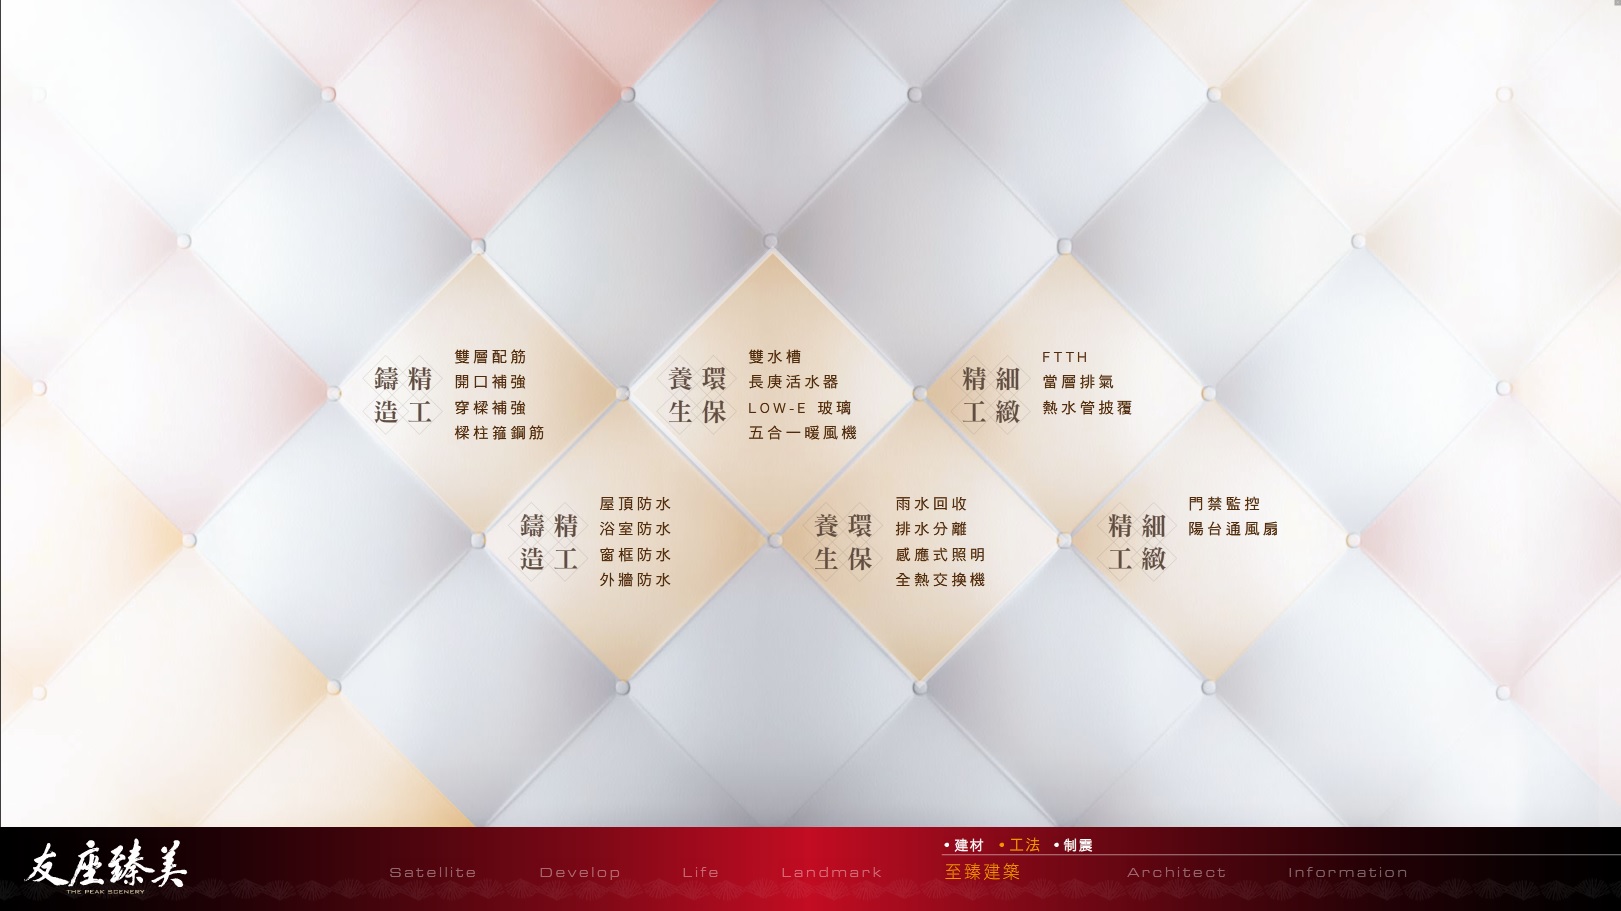 精工
鑄造
雙層配筋
開口補強
穿樑補強
樑柱箍鋼筋
環保
養生
雙水槽
長庚活水器
LOW-E 玻璃
五合一暖風機
細緻
精工
FTTH
當層排氣
熱水管披覆
精工
鑄造
屋頂防水
浴室防水
窗框防水
外牆防水
環保
養生
雨水回收
排水分離
感應式照明
全熱交換機
細緻
精工
門禁監控
陽台通風扇
友座臻美
THE PEAK SCENERY
Satellite
Develop
Life
Landmark
•建材 •工法 •制震
至臻建築
Architect
Information